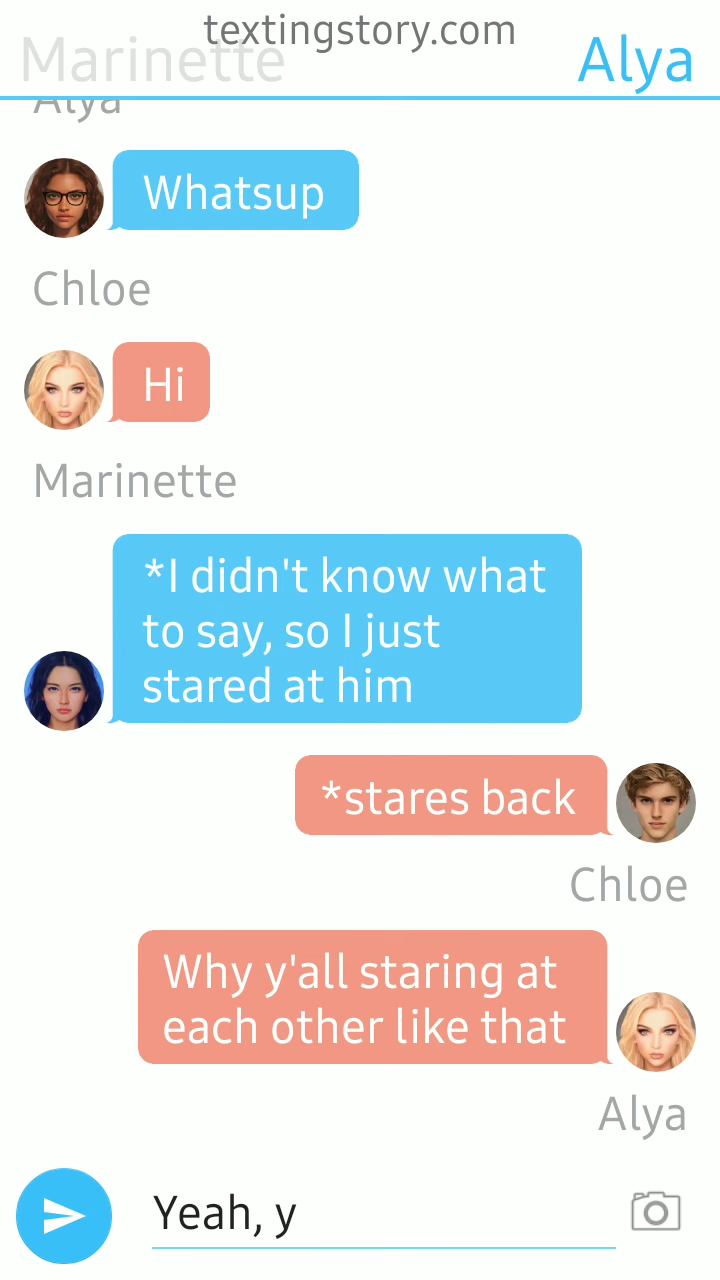 textingstory.com
Marinette
Alya
Alya
Whatsup
Chloe
Hi
Marinette
*I didn't know what
to say, so I just
stared at him
*stares back
Chloe
Why y'all staring at
each other like that
Alya
Yeah, y